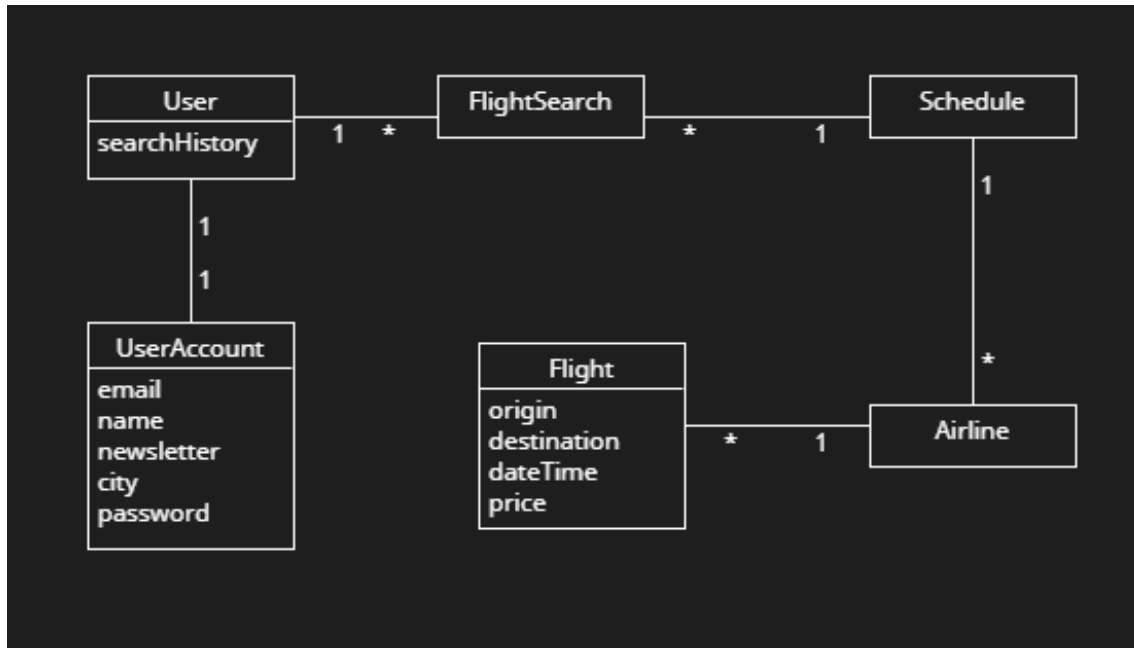 User
searchHistory
1 *
FlightSearch
* 1
Schedule
1
*
1
1
UserAccount
email
name
newsletter
city
password
Flight
origin
destination
dateTime
price
* 1
Airline